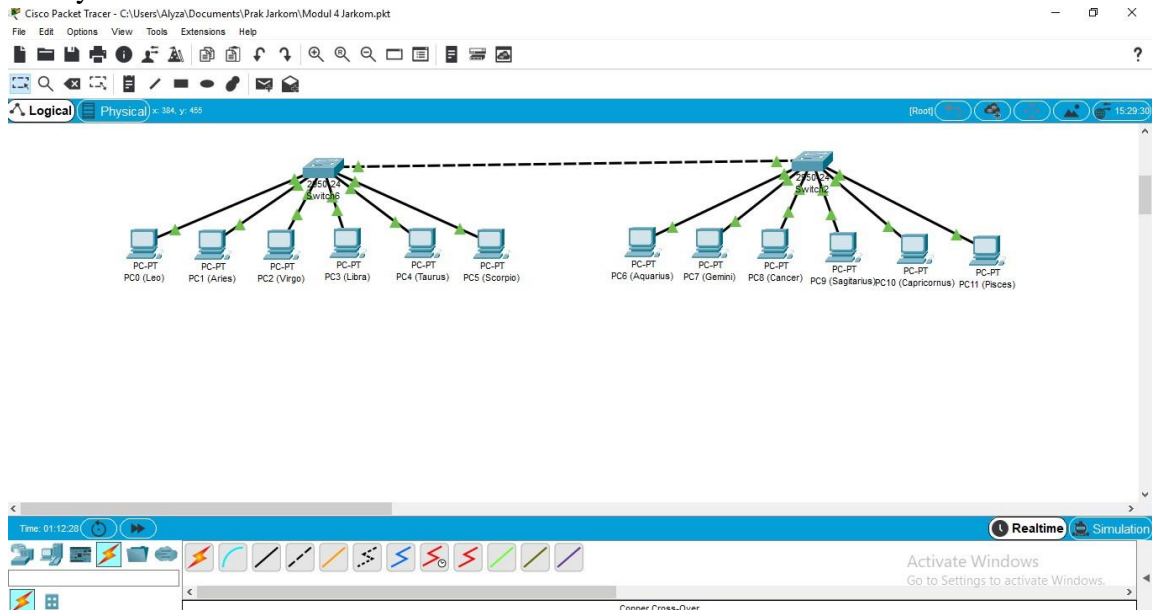 Cisco Packet Tracer - C:\Users\Alyza\Documents\Prak Jarkom\Modul 4 Jarkom.pkt
File Edit Options View Tools Extensions Help
?
Logical Physical x: 384, y: 455 [Root] 15:29:30
2950-24 2950-24
Switch6 Switch2
PC-PT PC-PT PC-PT PC-PT PC-PT PC-PT PC-PT PC-PT PC-PT PC-PT PC-PT PC-PT
PC0 (Leo) PC1 (Aries) PC2 (Virgo) PC3 (Libra) PC4 (Taurus) PC5 (Scorpio) PC6 (Aquarius) PC7 (Gemini) PC8 (Cancer) PC9 (Sagitarius) PC10 (Capricornus) PC11 (Pisces)
Time: 01:12:28 Realtime Simulation
Activate Windows
Go to Settings to activate Windows.
Copper Cross-Over